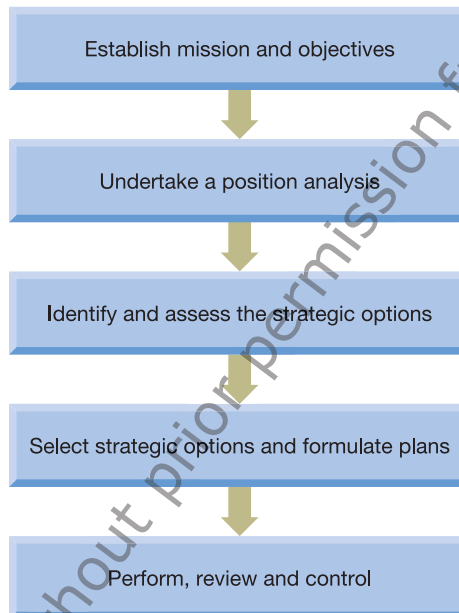 Establish mission and objectives
Undertake a position analysis
Identify and assess the strategic options
Select strategic options and formulate plans
Perform, review and control
hout prior permission f